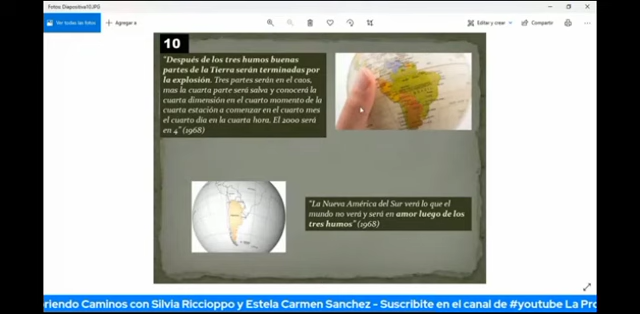 Fotos: Diapositiva10.JPG
Ver todas las fotos
Agregar a
Editar y crear
Compartir
10
"Después de los tres humos buenas
partes de la Tierra serán terminadas por
la explosión. Tres partes serán en el caos,
mas la cuarta parte será salva y conocerá la
cuarta dimensión en el cuarto momento de la
cuarta estación a comenzar en el cuarto mes
el cuarto día en la cuarta hora. El 2000 será
en 4" (1968)
"La Nueva América del Sur verá lo que el
mundo no verá y será en amor luego de los
tres humos" (1968)
riendo Caminos con Silvia Riccioppo y Estela Carmen Sanchez - Suscribite en el canal de #youtube La Pro